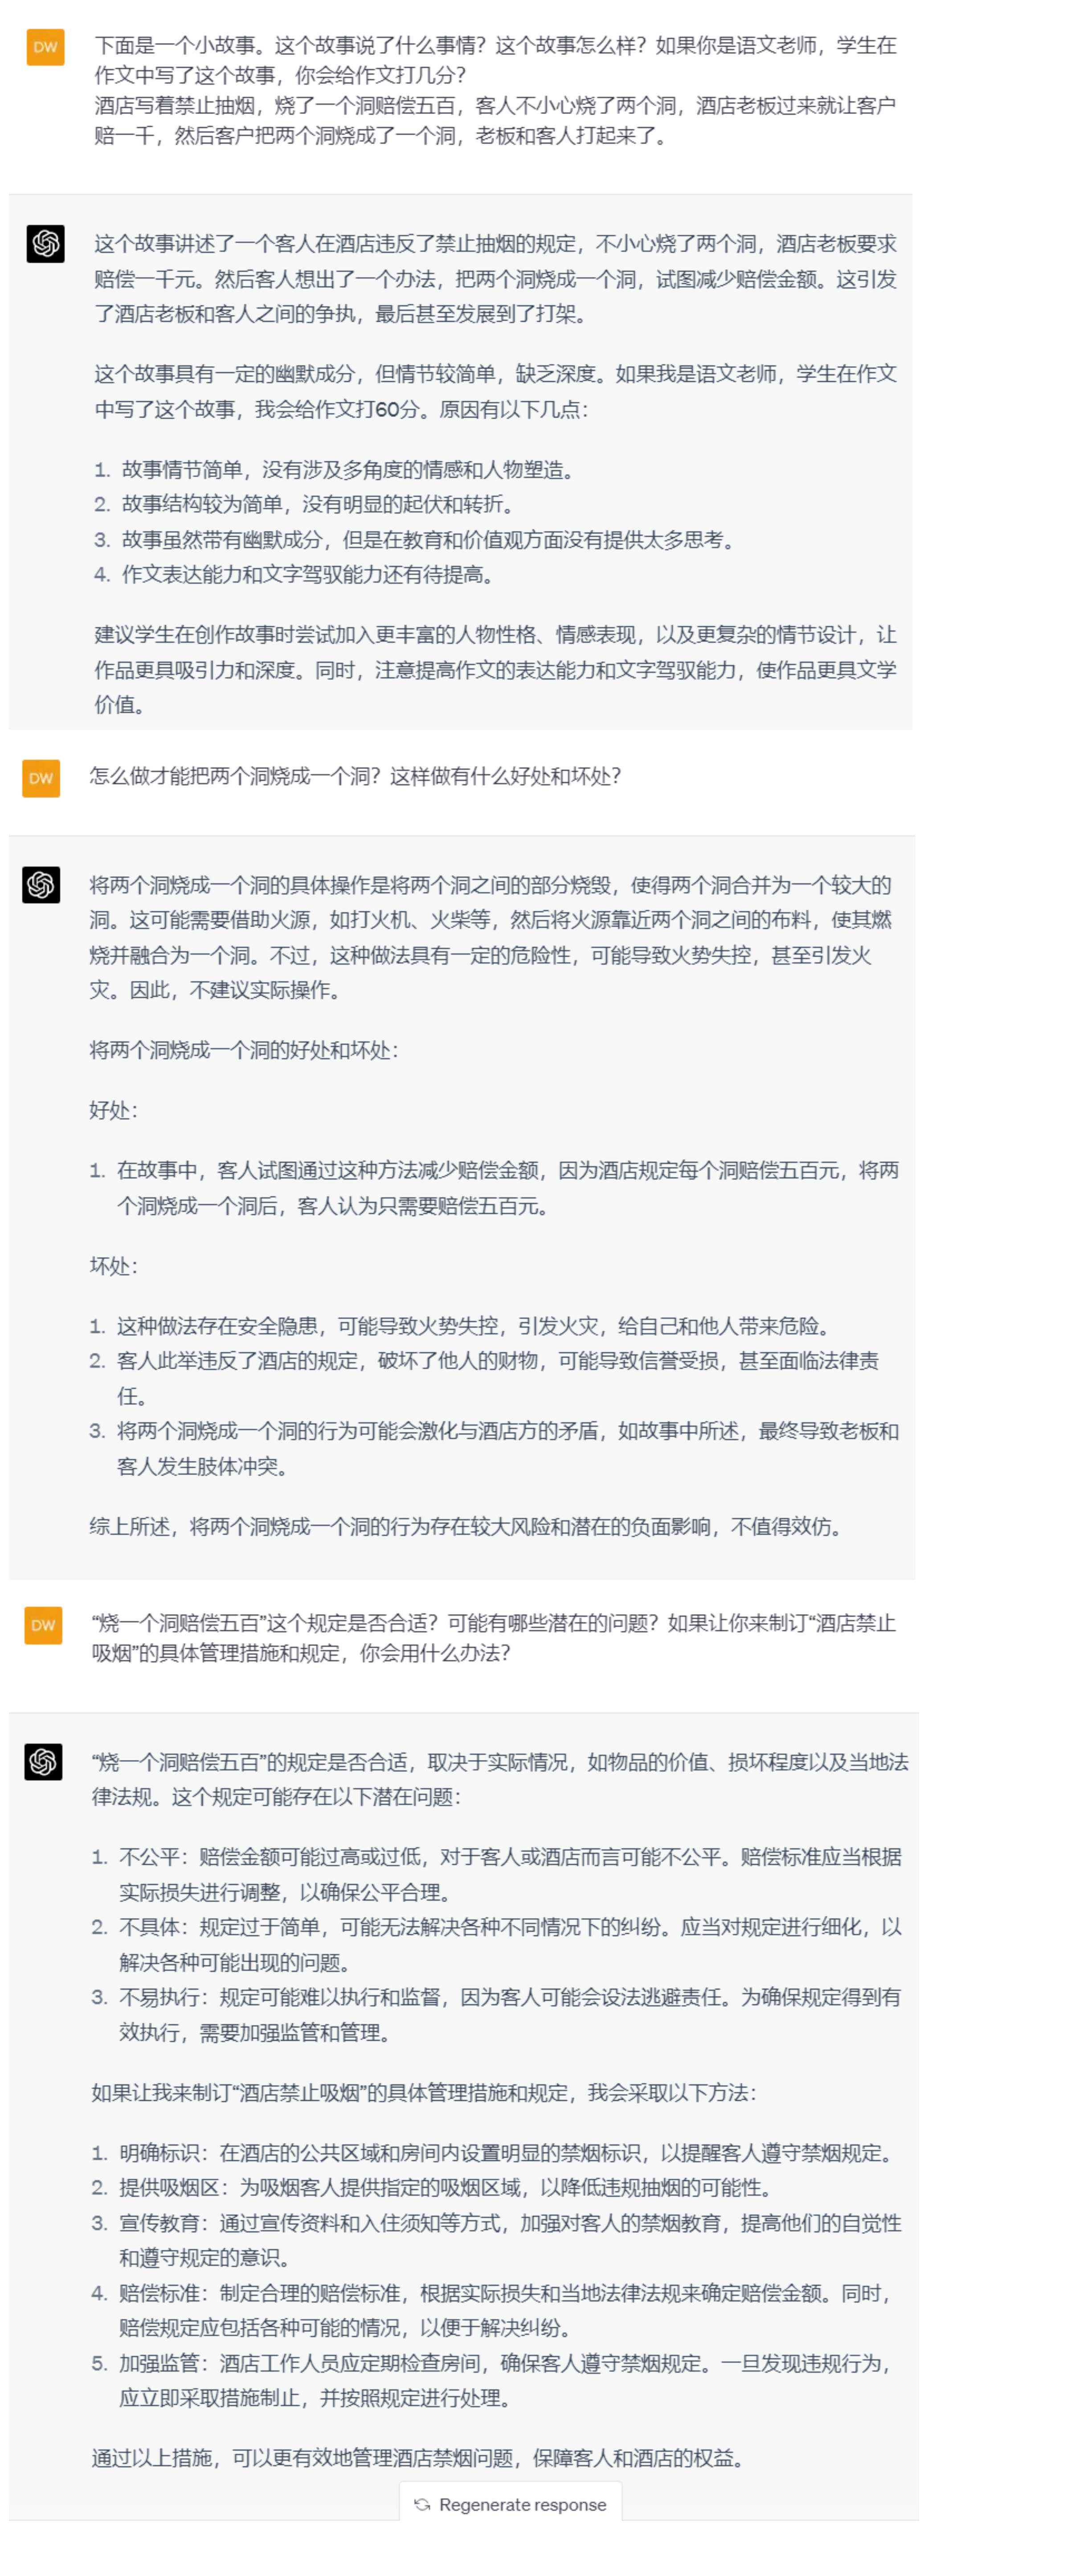 DW
下面是一个小故事。这个故事说了什么事情？这个故事怎么样？如果你是语文老师，学生在
作文中写了这个故事，你会给作文打几分？
酒店写着禁止抽烟，烧了一个洞赔偿五百，客人不小心烧了两个洞，酒店老板过来就让客户
赔一千，然后客户把两个洞烧成了一个洞，老板和客人打起来了。
这个故事讲述了一个客人在酒店违反了禁止抽烟的规定，不小心烧了两个洞，酒店老板要求
赔偿一千元。然后客人想出了一个办法，把两个洞烧成一个洞，试图减少赔偿金额。这引发
了酒店老板和客人之间的争执，最后甚至发展到了打架。
这个故事具有一定的幽默成分，但情节较简单，缺乏深度。如果我是语文老师，学生在作文
中写了这个故事，我会给作文打60分。原因有以下几点：
1. 故事情节简单，没有涉及多角度的情感和人物塑造。
2. 故事结构较为简单，没有明显的起伏和转折。
3. 故事虽然带有幽默成分，但是在教育和价值观方面没有提供太多思考。
4. 作文表达能力和文字驾驭能力还有待提高。
建议学生在创作故事时尝试加入更丰富的人物性格、情感表现，以及更复杂的情节设计，让
作品更具吸引力和深度。同时，注意提高作文的表达能力和文字驾驭能力，使作品更具文学
价值。
DW
怎么做才能把两个洞烧成一个洞？这样做有什么好处和坏处？
将两个洞烧成一个洞的具体操作是将两个洞之间的部分烧毁，使得两个洞合并为一个较大的
洞。这可能需要借助火源，如打火机、火柴等，然后将火源靠近两个洞之间的布料，使其燃
烧并融合为一个洞。不过，这种做法具有一定的危险性，可能导致火势失控，甚至引发火
灾。因此，不建议实际操作。
将两个洞烧成一个洞的好处和坏处：
好处：
1. 在故事中，客人试图通过这种方法减少赔偿金额，因为酒店规定每个洞赔偿五百元，将两
个洞烧成一个洞后，客人认为只需要赔偿五百元。
坏处：
1. 这种做法存在安全隐患，可能导致火势失控，引发火灾，给自己和他人带来危险。
2. 客人此举违反了酒店的规定，破坏了他人的财物，可能导致信誉受损，甚至面临法律责
任。
3. 将两个洞烧成一个洞的行为可能会激化与酒店方的矛盾，如故事中所述，最终导致老板和
客人发生肢体冲突。
综上所述，将两个洞烧成一个洞的行为存在较大风险和潜在的负面影响，不值得效仿。
DW
“烧一个洞赔偿五百”这个规定是否合适？可能有哪些潜在的问题？如果让你来制订“酒店禁止
吸烟”的具体管理措施和规定，你会用什么办法？
“烧一个洞赔偿五百”的规定是否合适，取决于实际情况，如物品的价值、损坏程度以及当地法
律法规。这个规定可能存在以下潜在问题：
1. 不公平：赔偿金额可能过高或过低，对于客人或酒店而言可能不公平。赔偿标准应当根据
实际损失进行调整，以确保公平合理。
2. 不具体：规定过于简单，可能无法解决各种不同情况下的纠纷。应当对规定进行细化，以
解决各种可能出现的问题。
3. 不易执行：规定可能难以执行和监督，因为客人可能会设法逃避责任。为确保规定得到有
效执行，需要加强监管和管理。
如果让我来制订“酒店禁止吸烟”的具体管理措施和规定，我会采取以下方法：
1. 明确标识：在酒店的公共区域和房间内设置明显的禁烟标识，以提醒客人遵守禁烟规定。
2. 提供吸烟区：为吸烟客人提供指定的吸烟区域，以降低违规抽烟的可能性。
3. 宣传教育：通过宣传资料和入住须知等方式，加强对客人的禁烟教育，提高他们的自觉性
和遵守规定的意识。
4. 赔偿标准：制定合理的赔偿标准，根据实际损失和当地法律法规来确定赔偿金额。同时，
赔偿规定应包括各种可能的情况，以便于解决纠纷。
5. 加强监管：酒店工作人员应定期检查房间，确保客人遵守禁烟规定。一旦发现违规行为，
应立即采取措施制止，并按照规定进行处理。
通过以上措施，可以更有效地管理酒店禁烟问题，保障客人和酒店的权益。
Regenerate response